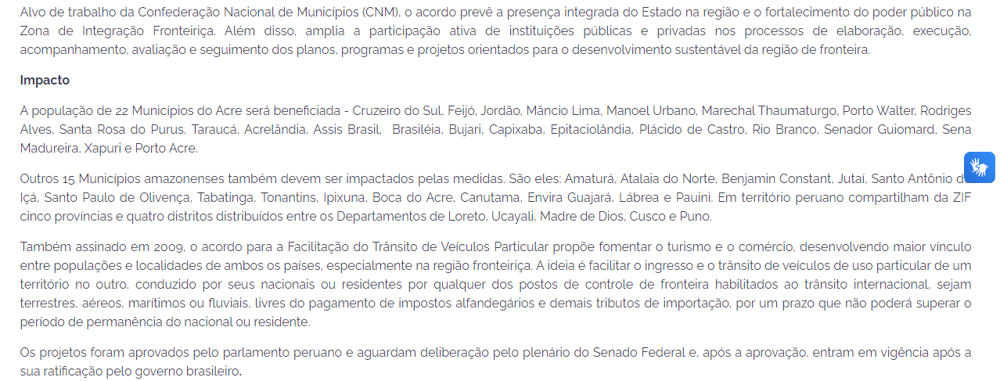 Alvo de trabalho da Confederação Nacional de Municípios (CNM), o acordo prevê a presença integrada do Estado na região e o fortalecimento do poder público na
Zona de Integração Fronteiriça. Além disso, amplia a participação ativa de instituições públicas e privadas nos processos de elaboração, execução,
acompanhamento, avaliação e seguimento dos planos, programas e projetos orientados para o desenvolvimento sustentável da região de fronteira.
Impacto
A população de 22 Municípios do Acre será beneficiada - Cruzeiro do Sul, Feijó, Jordão, Mâncio Lima, Manoel Urbano, Marechal Thaumaturgo, Porto Walter, Rodriges
Alves, Santa Rosa do Purus, Taraucá, Acrelândia, Assis Brasil, Brasiléia, Bujari, Capixaba, Epitaciolândia, Plácido de Castro, Rio Branco, Senador Guiomard, Sena
Madureira, Xapuri e Porto Acre.
Outros 15 Municípios amazonenses também devem ser impactados pelas medidas. São eles: Amaturá, Atalaia do Norte, Benjamin Constant, Jutaí, Santo Antônio d
Içá, Santo Paulo de Olivença, Tabatinga, Tonantins, Ipixuna, Boca do Acre, Canutama, Envira Guajará, Lábrea e Pauini. Em território peruano compartilham da ZIF
cinco províncias e quatro distritos distribuídos entre os Departamentos de Loreto, Ucayali, Madre de Dios, Cusco e Puno.
Também assinado em 2009, o acordo para a Facilitação do Trânsito de Veículos Particular propõe fomentar o turismo e o comércio, desenvolvendo maior vínculo
entre populações e localidades de ambos os países, especialmente na região fronteiriça. A ideia é facilitar o ingresso e o trânsito de veículos de uso particular de um
território no outro, conduzido por seus nacionais ou residentes por qualquer dos postos de controle de fronteira habilitados ao trânsito internacional, sejam
terrestres, aéreos, marítimos ou fluviais, livres do pagamento de impostos alfandegários e demais tributos de importação, por um prazo que não poderá superar o
período de permanência do nacional ou residente.
Os projetos foram aprovados pelo parlamento peruano e aguardam deliberação pelo plenário do Senado Federal e, após a aprovação, entram em vigência após a
sua ratificação pelo governo brasileiro.